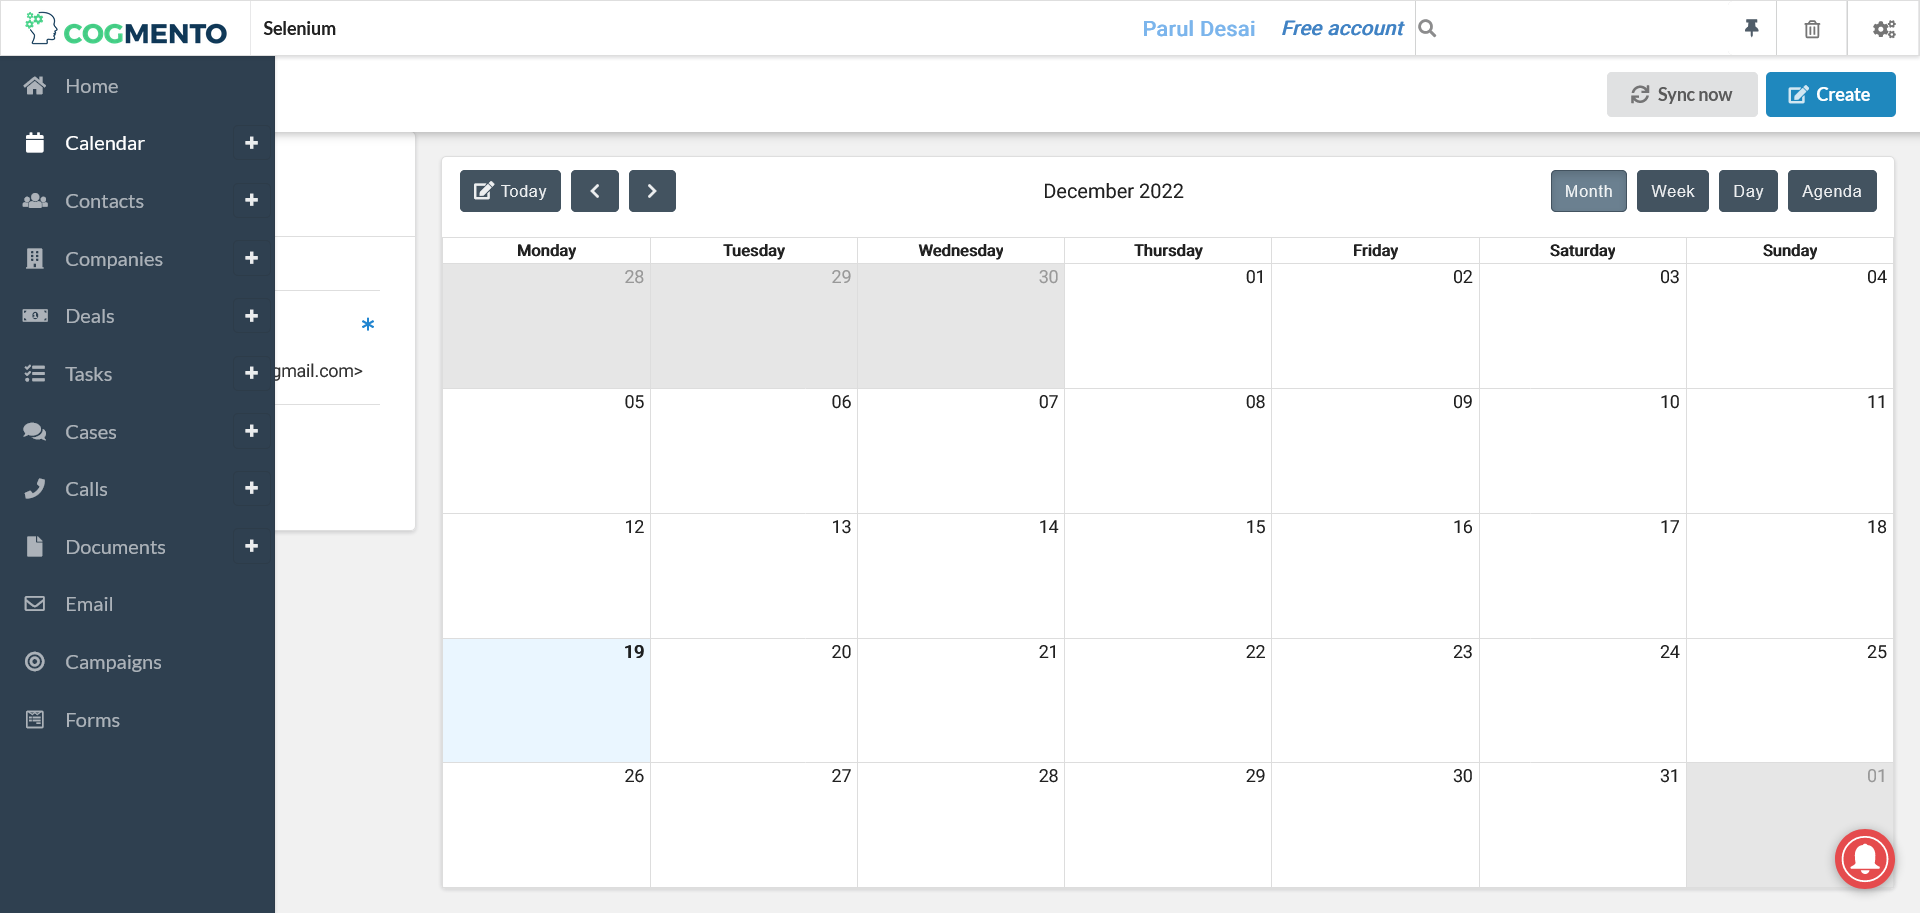 COGMENTO
Selenium
Parul Desai
Free account
Home
Calendar
Contacts
Companies
Deals
Tasks
Cases
Calls
Documents
Email
Campaigns
Forms
Sync now
Create
gmail.com>
Today
December 2022
Month
Week
Day
Agenda
Monday Tuesday Wednesday Thursday Friday Saturday Sunday
28 29 30 01 02 03 04
05 06 07 08 09 10 11
12 13 14 15 16 17 18
19 20 21 22 23 24 25
26 27 28 29 30 31 01